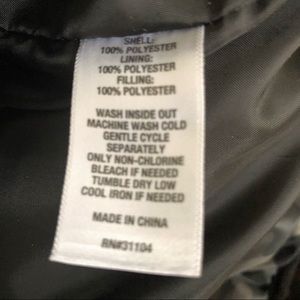 SHELL:
100% POLYESTER
LINING:
100% POLYESTER
FILLING:
100% POLYESTER
WASH INSIDE OUT
MACHINE WASH COLD
GENTLE CYCLE
SEPARATELY
ONLY NON-CHLORINE
BLEACH IF NEEDED
TUMBLE DRY LOW
COOL IRON IF NEEDED
MADE IN CHINA
RN#31104